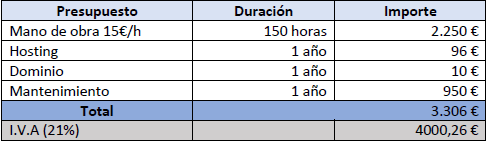 Presupuesto Duración Importe
Mano de obra 15€/h 150 horas 2.250 €
Hosting 1 año 96 €
Dominio 1 año 10 €
Mantenimiento 1 año 950 €
Total 3.306 €
I.V.A (21%) 4000,26 €